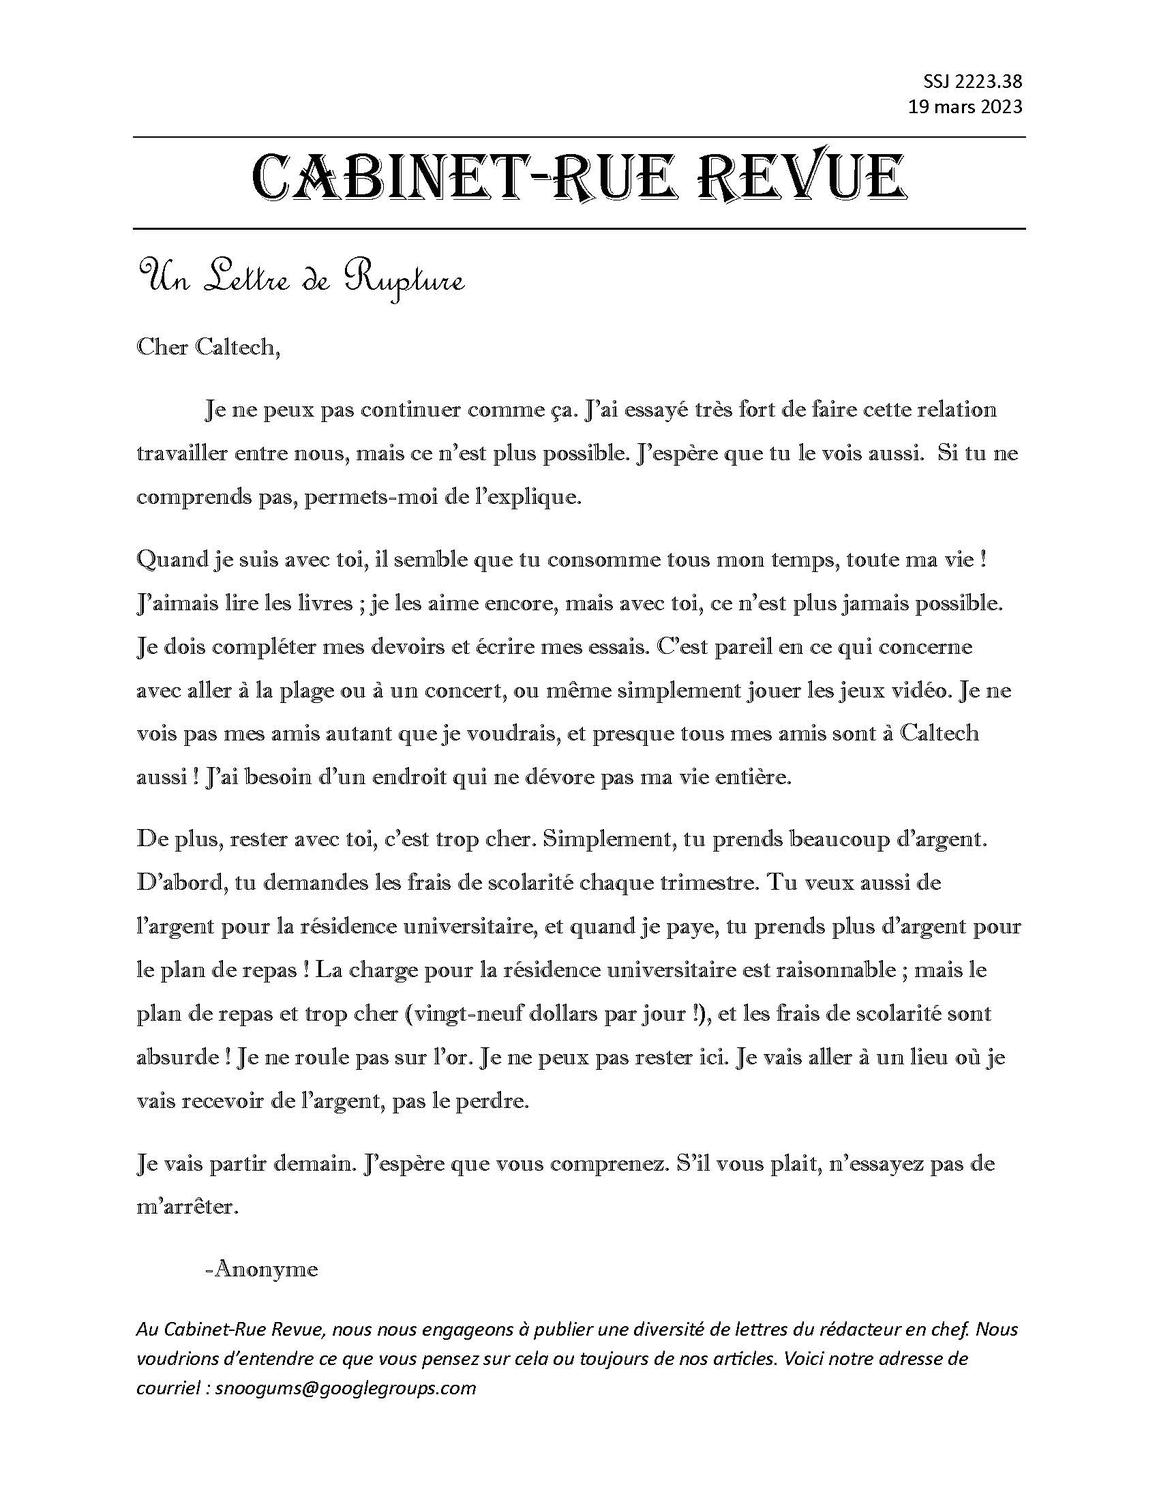 SSJ 2223.38
19 mars 2023
CABINET-RUE REVUE
Un Lettre de Rupture
Cher Caltech,
Je ne peux pas continuer comme ça. J’ai essayé très fort de faire cette relation
travailler entre nous, mais ce n’est plus possible. J’espère que tu le vois aussi.  Si tu ne
comprends pas, permets-moi de l’explique.
Quand je suis avec toi, il semble que tu consomme tous mon temps, toute ma vie !
J’aimais lire les livres ; je les aime encore, mais avec toi, ce n’est plus jamais possible.
Je dois compléter mes devoirs et écrire mes essais. C’est pareil en ce qui concerne
avec aller à la plage ou à un concert, ou même simplement jouer les jeux vidéo. Je ne
vois pas mes amis autant que je voudrais, et presque tous mes amis sont à Caltech
aussi ! J’ai besoin d’un endroit qui ne dévore pas ma vie entière.
De plus, rester avec toi, c’est trop cher. Simplement, tu prends beaucoup d’argent.
D’abord, tu demandes les frais de scolarité chaque trimestre. Tu veux aussi de
l’argent pour la résidence universitaire, et quand je paye, tu prends plus d’argent pour
le plan de repas ! La charge pour la résidence universitaire est raisonnable ; mais le
plan de repas et trop cher (vingt-neuf dollars par jour !), et les frais de scolarité sont
absurde ! Je ne roule pas sur l’or. Je ne peux pas rester ici. Je vais aller à un lieu où je
vais recevoir de l’argent, pas le perdre.
Je vais partir demain. J’espère que vous comprenez. S’il vous plait, n’essayez pas de
m’arrêter.
-Anonyme
Au Cabinet-Rue Revue, nous nous engageons à publier une diversité de lettres du rédacteur en chef. Nous
voudrions d’entendre ce que vous pensez sur cela ou toujours de nos articles. Voici notre adresse de
courriel : snoogums@googlegroups.com